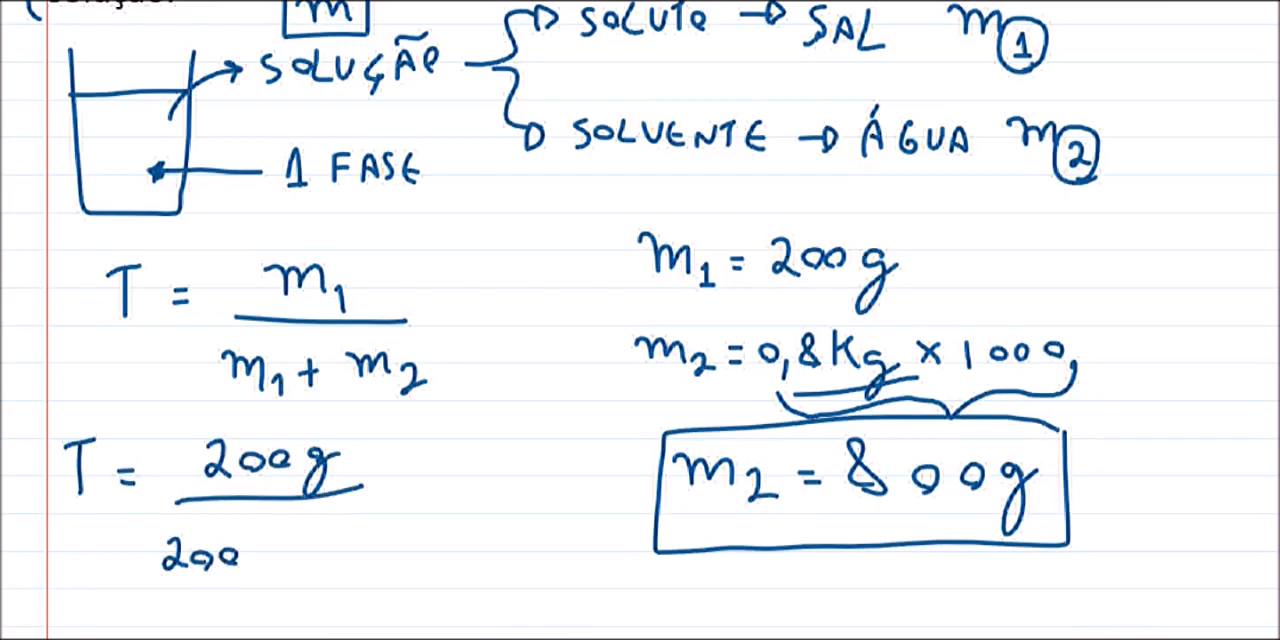 m
SOLUÇÃO
SOLUTO → SAL m1
SOLVENTE → ÁGUA m2
1 FASE
T = m1 / m1 + m2
m1 = 200g
m2 = 0,8Kg × 1000
m2 = 800g
T = 200g / 200